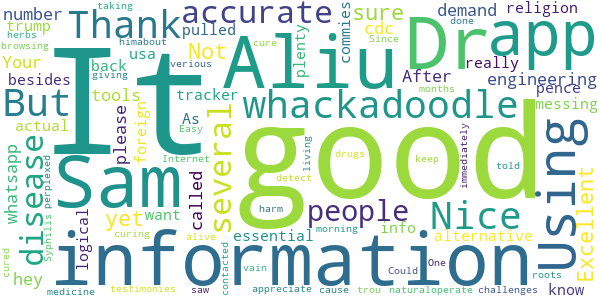 taking
religion
number
Thank
accurate
sure
demand
trump
herbs
pulled
plenty
commies
cdc
Dr
app
browsing
himabout
verious
cure
Since
Your
giving
back
usa
Not
After
really
engineering
besides
It
Aliu
But
tools
tracker
As
Easy
months
done
pence
messing
actual
please
foreign
Internet
whackadoodle
good
Using
Excellent
whatsapp
disease
perplexed
Syphilis
Sam
several
living
drugs
keep
immediately
told
yet
want
called
detect
people
Nice
logical
harm
info
alternative
curing
alive
essential
morning
One
cured
hey
information
contacted
vain
Could
roots
testimonies
saw
appreciate
cause
trou
naturaloperate
challenges
know
medicine